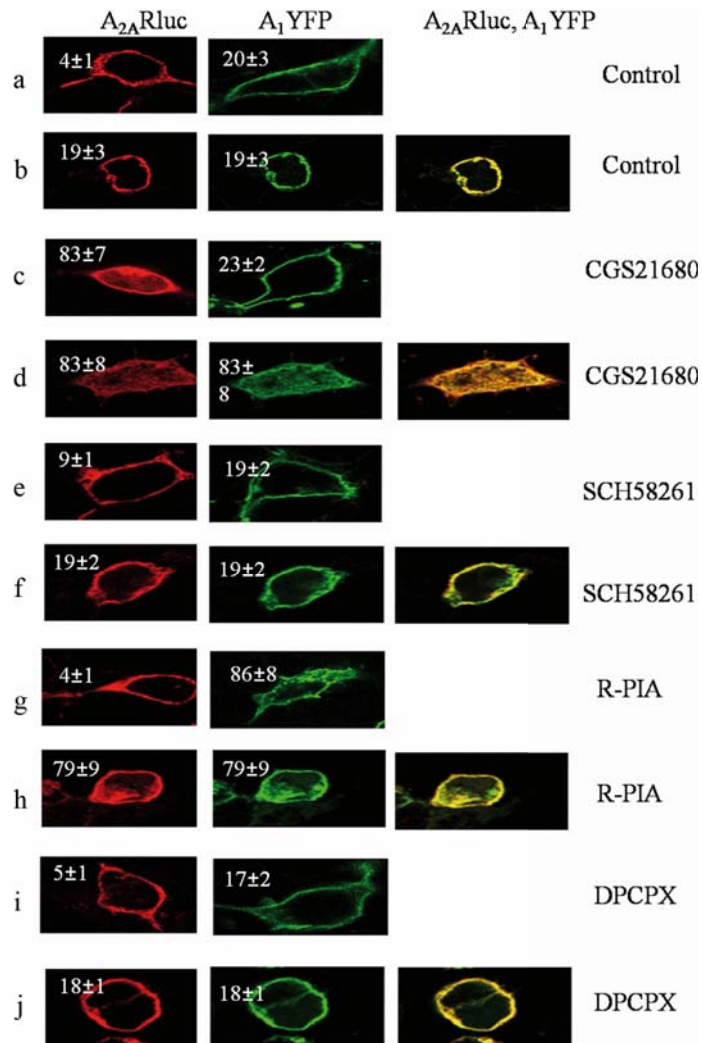 A2ARluc A1YFP A2ARluc, A1YFP
a 4±1 20±3 Control
b 19±3 19±3 Control
c 83±7 23±2 CGS21680
d 83±8 83±
8 CGS21680
e 9±1 19±2 SCH58261
f 19±2 19±2 SCH58261
g 4±1 86±8 R-PIA
h 79±9 79±9 R-PIA
i 5±1 17±2 DPCPX
j 18±1 18±1 DPCPX